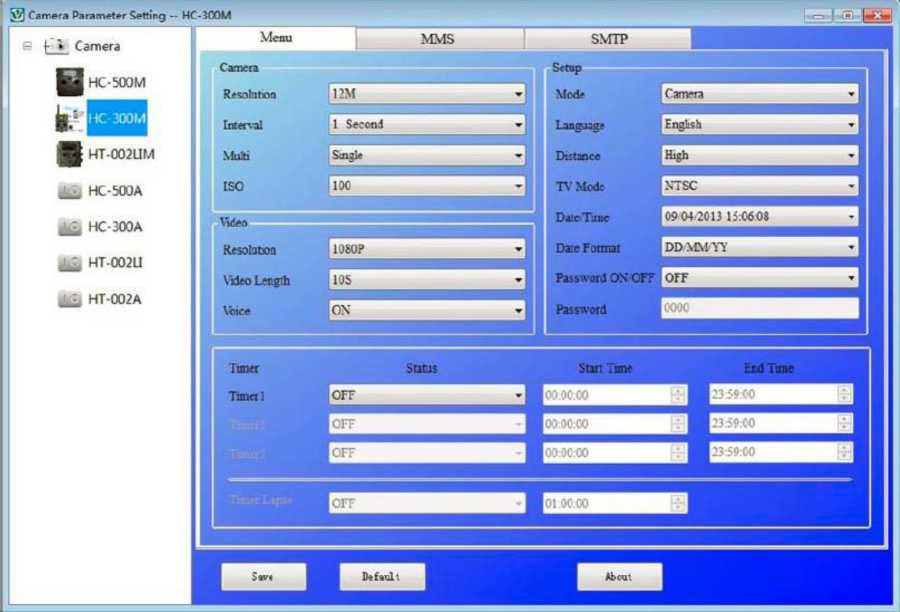 Camera Parameter Setting -- HC-300M
Camera
HC-500M
HC-300M
HT-002LIM
HC-500A
HC-300A
HT-002LI
HT-002A
Menu MMS SMTP
Camera
Resolution 12M
Interval 1 Second
Multi Single
ISO 100
Video
Resolution 1080P
Video Length 10S
Voice ON
Setup
Mode Camera
Language English
Distance High
TV Mode NTSC
Date/Time 09/04/2013 15:06:08
Date Format DD/MM/YY
Password ON/OFF OFF
Password 0000
Timer Status Start Time End Time
Timer1 OFF 00:00:00 23:59:00
OFF 00:00:00 23:59:00
OFF 00:00:00 23:59:00
Timer Lapse OFF 01:00:00
Save Default About